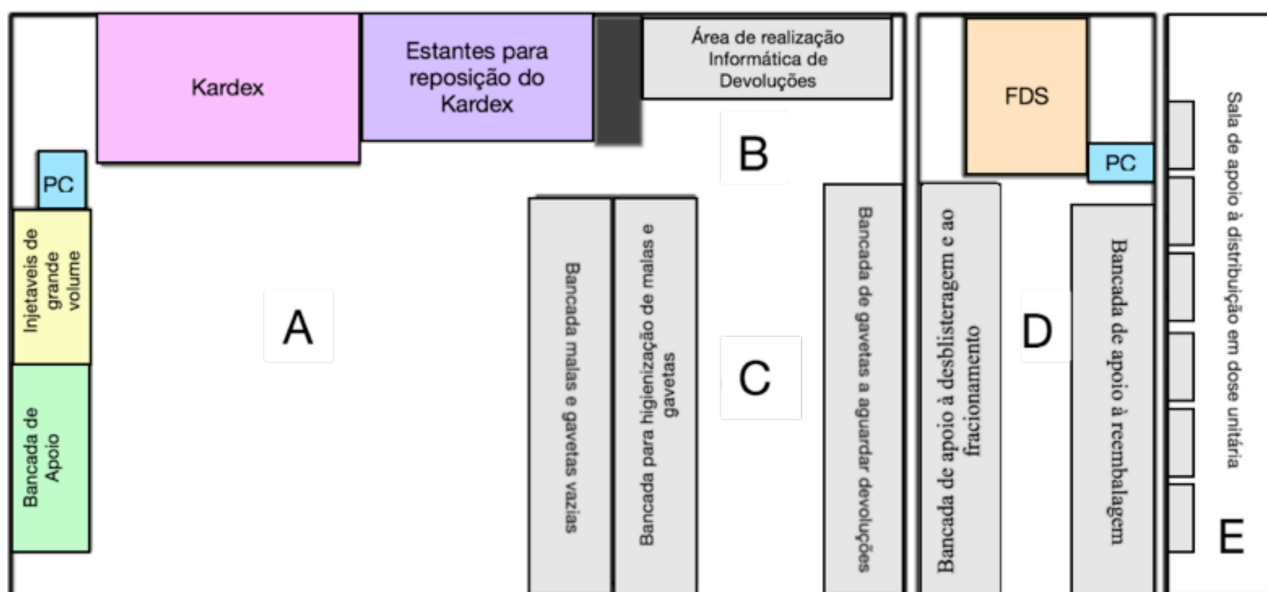 Kardex
Estantes para
reposição do
Kardex
Área de realização
Informática de
Devoluções
FDS
PC
PC
Injetaveis de
grande
volume
Bancada de
Apoio
A
B
C
D
E
Bancada malas e gavetas vazias
Bancada para higienização de malas e
gavetas
Bancada de gavetas a aguardar devoluções
Bancada de apoio à desblisteragem e ao
fracionamento
Bancada de apoio à reembalagem
Sala de apoio à distribuição em dose unitária